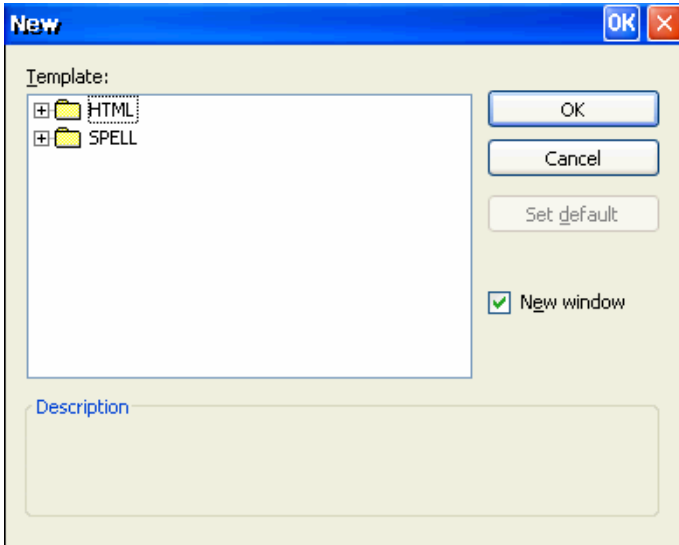 New OK
Template:
HTML
SPELL
OK
Cancel
Set default
New window
Description